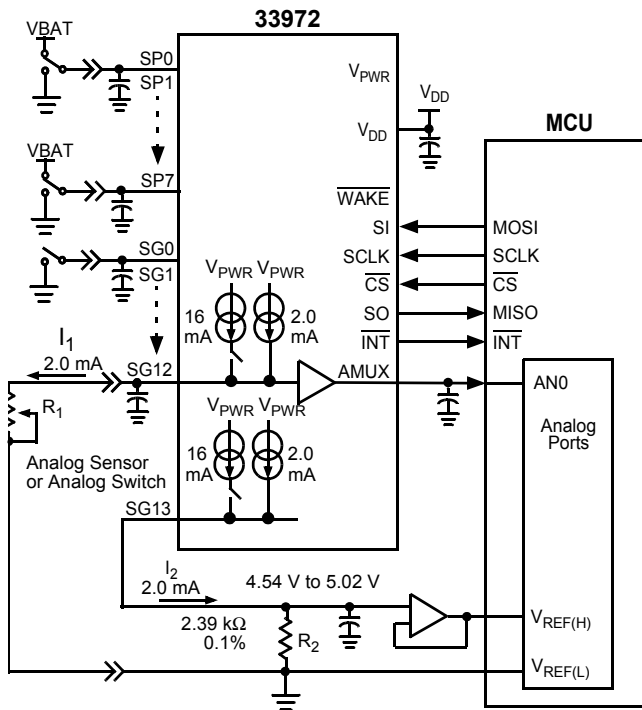 33972
VBAT
SP0
SP1
VPWR
VDD
VDD
MCU
VBAT
SP7
WAKE
SI
MOSI
SG0
SG1
SCLK
SCLK
CS
CS
VPWR VPWR
SO
MISO
16 mA
2.0 mA
INT
INT
I1
2.0 mA
SG12
AMUX
AN0
R1
VPWR VPWR
Analog Ports
Analog Sensor
or Analog Switch
16 mA
2.0 mA
SG13
I2
2.0 mA
4.54 V to 5.02 V
2.39 kΩ
0.1%
R2
VREF(H)
VREF(L)